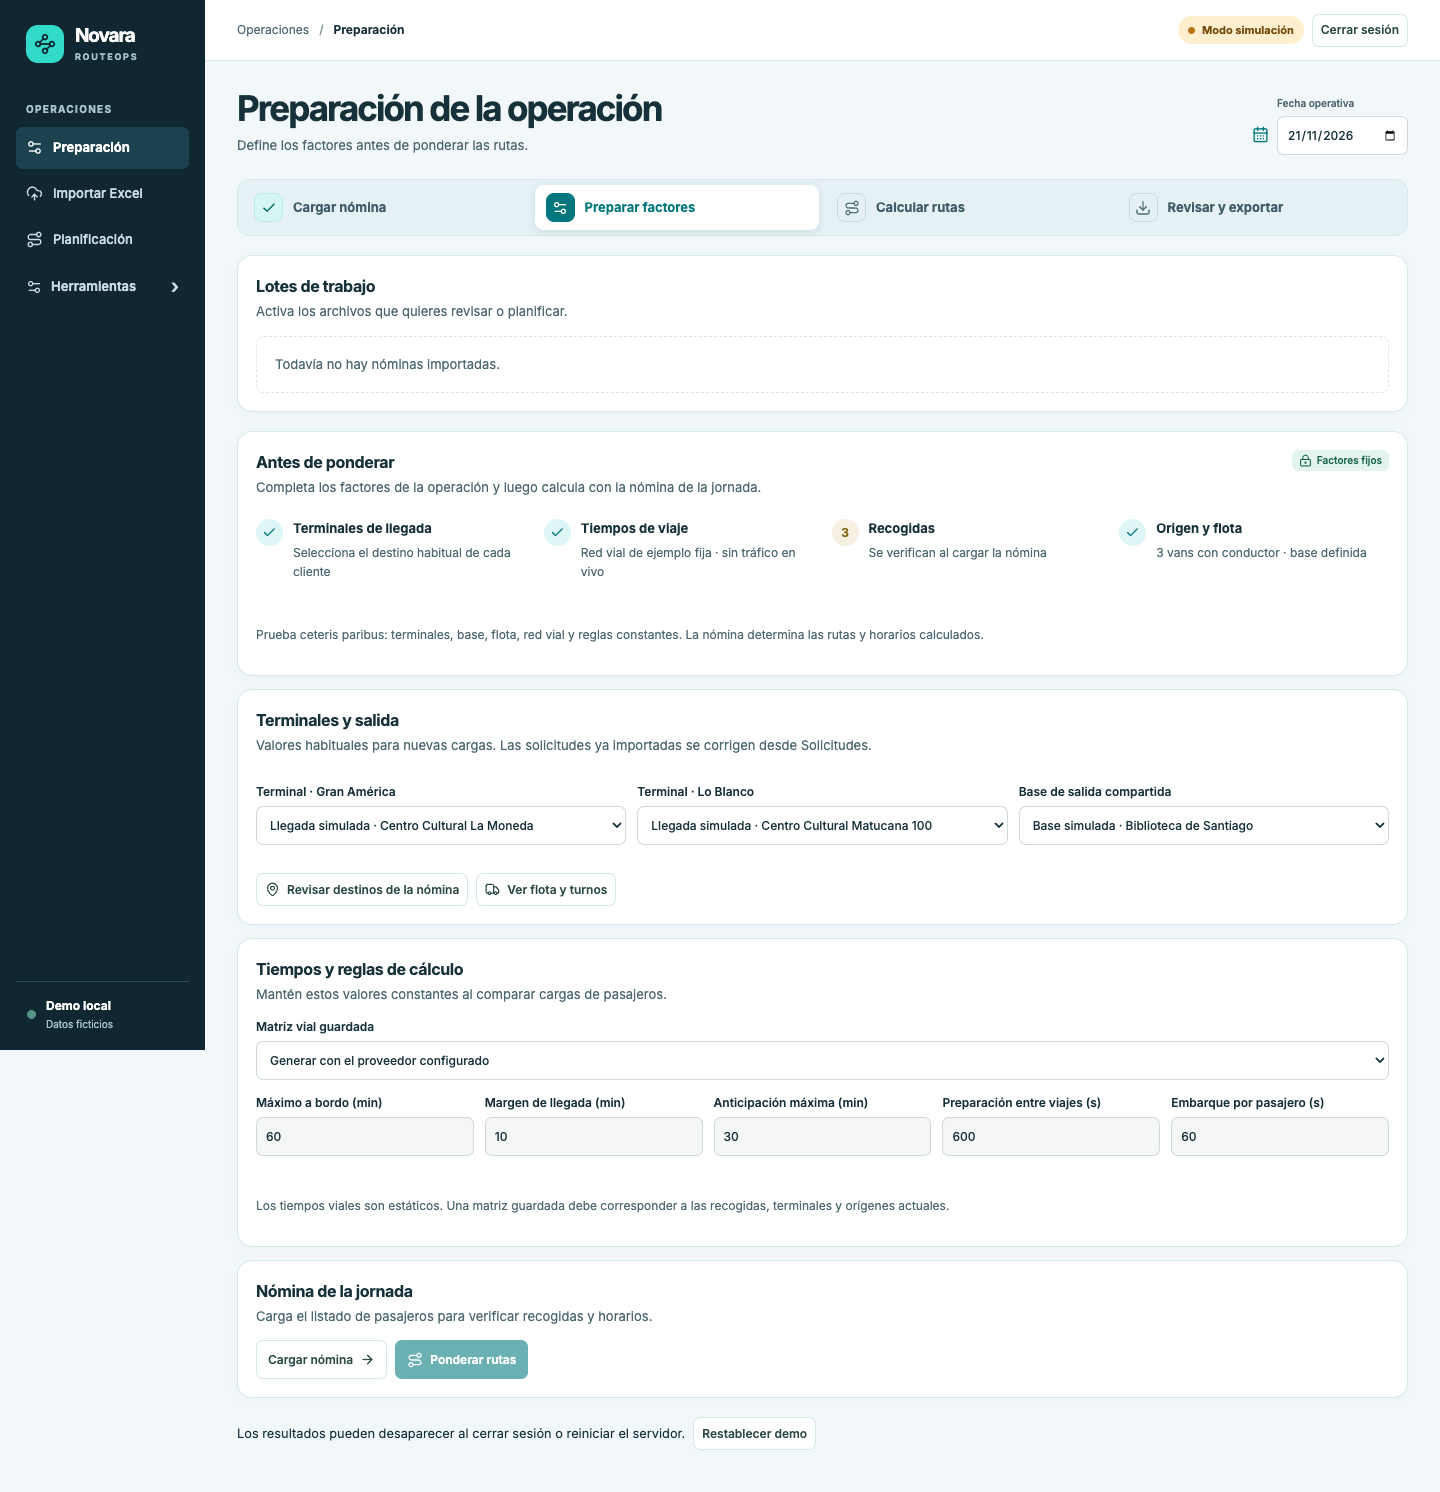 Novara
ROUTEOPS
OPERACIONES
Preparación
Importar Excel
Planificación
Herramientas
Demo local
Datos ficticios
Operaciones / Preparación
Modo simulación
Cerrar sesión
Preparación de la operación
Define los factores antes de ponderar las rutas.
Fecha operativa
21/11/2026
Cargar nómina
Preparar factores
Calcular rutas
Revisar y exportar
Lotes de trabajo
Activa los archivos que quieres revisar o planificar.
Todavía no hay nóminas importadas.
Antes de ponderar
Factores fijos
Completa los factores de la operación y luego calcula con la nómina de la jornada.
Terminales de llegada
Selecciona el destino habitual de cada
cliente
Tiempos de viaje
Red vial de ejemplo fija · sin tráfico en
vivo
3
Recogidas
Se verifican al cargar la nómina
Origen y flota
3 vans con conductor · base definida
Prueba ceteris paribus: terminales, base, flota, red vial y reglas constantes. La nómina determina las rutas y horarios calculados.
Terminales y salida
Valores habituales para nuevas cargas. Las solicitudes ya importadas se corrigen desde Solicitudes.
Terminal · Gran América
Llegada simulada · Centro Cultural La Moneda
Terminal · Lo Blanco
Llegada simulada · Centro Cultural Matucana 100
Base de salida compartida
Base simulada · Biblioteca de Santiago
Revisar destinos de la nómina
Ver flota y turnos
Tiempos y reglas de cálculo
Mantén estos valores constantes al comparar cargas de pasajeros.
Matriz vial guardada
Generar con el proveedor configurado
Máximo a bordo (min)
60
Margen de llegada (min)
10
Anticipación máxima (min)
30
Preparación entre viajes (s)
600
Embarque por pasajero (s)
60
Los tiempos viales son estáticos. Una matriz guardada debe corresponder a las recogidas, terminales y orígenes actuales.
Nómina de la jornada
Carga el listado de pasajeros para verificar recogidas y horarios.
Cargar nómina
Ponderar rutas
Los resultados pueden desaparecer al cerrar sesión o reiniciar el servidor.
Restablecer demo